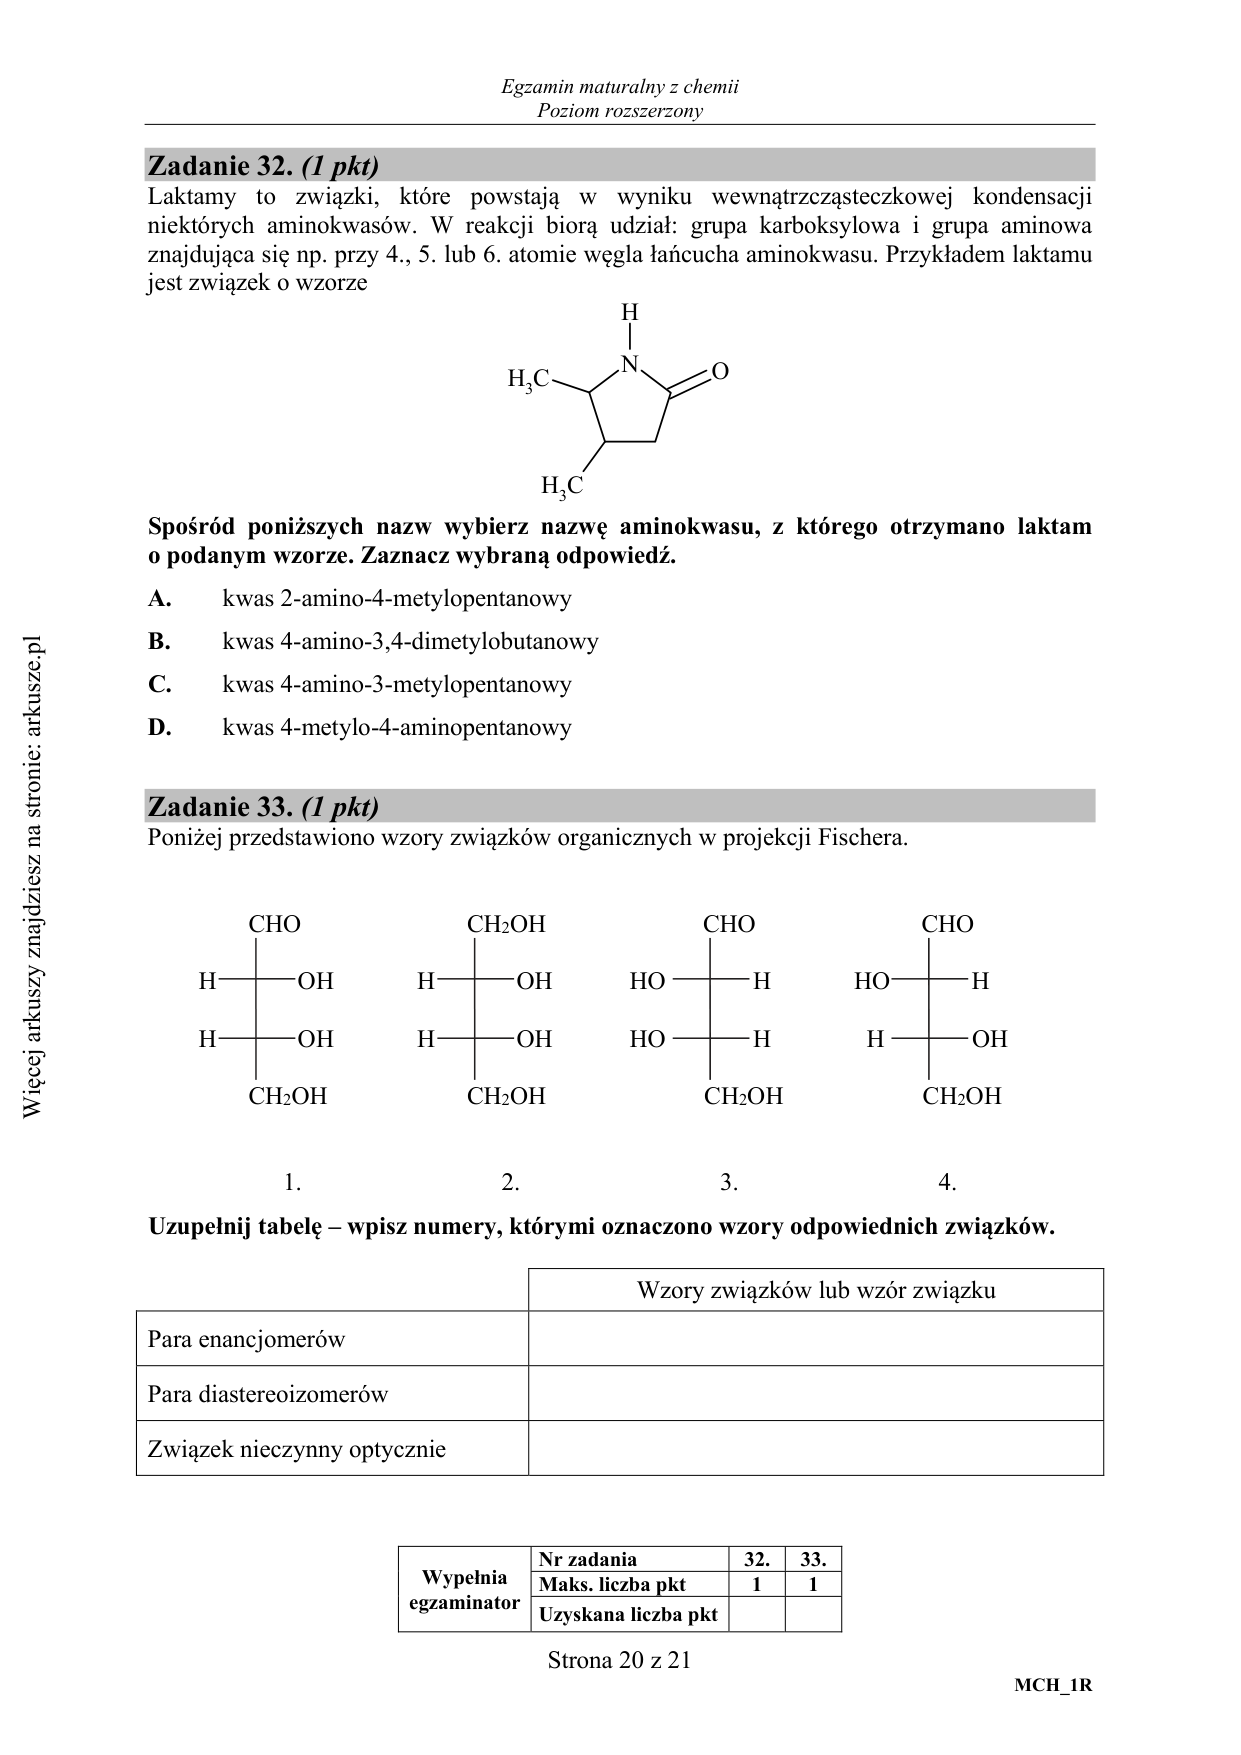 Egzamin maturalny z chemii
Poziom rozszerzony
Zadanie 32. (1 pkt)
Laktamy to związki, które powstają w wyniku wewnątrzcząsteczkowej kondensacji
niektórych aminokwasów. W reakcji biorą udział: grupa karboksylowa i grupa aminowa
znajdująca się np. przy 4., 5. lub 6. atomie węgla łańcucha aminokwasu. Przykładem laktamu
jest związek o wzorze
H
N
H3C
O
H3C
Spośród poniższych nazw wybierz nazwę aminokwasu, z którego otrzymano laktam
o podanym wzorze. Zaznacz wybraną odpowiedź.
A. kwas 2-amino-4-metylopentanowy
B. kwas 4-amino-3,4-dimetylobutanowy
C. kwas 4-amino-3-metylopentanowy
D. kwas 4-metylo-4-aminopentanowy
Zadanie 33. (1 pkt)
Poniżej przedstawiono wzory związków organicznych w projekcji Fischera.
CHO CH2OH CHO CHO
H OH H OH HO H HO H
H OH H OH HO H H OH
CH2OH CH2OH CH2OH CH2OH
1. 2. 3. 4.
Uzupełnij tabelę – wpisz numery, którymi oznaczono wzory odpowiednich związków.
Wzory związków lub wzór związku
Para enancjomerów
Para diastereoizomerów
Związek nieczynny optycznie
Wypełnia egzaminator
Nr zadania 32. 33.
Maks. liczba pkt 1 1
Uzyskana liczba pkt
Strona 20 z 21
MCH_1R
Więcej arkuszy znajdziesz na stronie: arkusze.pl